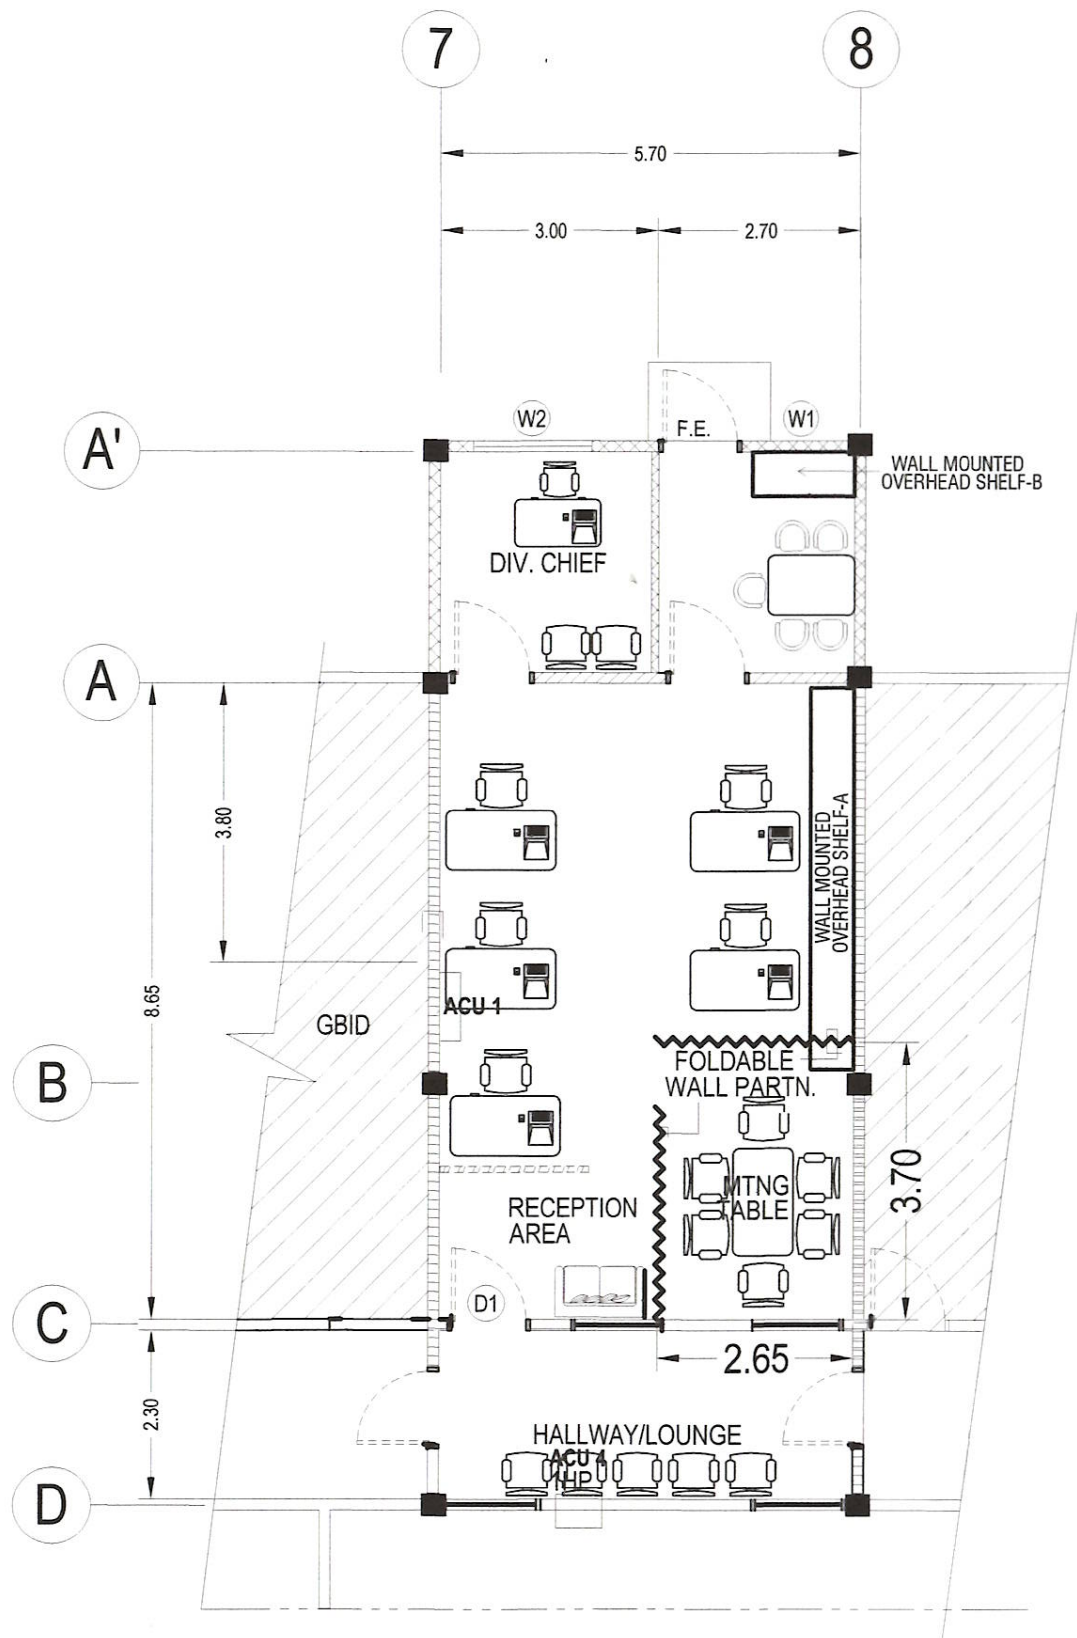 7
8
5.70
3.00
2.70
W2
F.E.
W1
A'
WALL MOUNTED
OVERHEAD SHELF-B
DIV. CHIEF
A
3.80
WALL MOUNTED
OVERHEAD SHELF-A
8.65
GBID
ACU 1
B
FOLDABLE
WALL PARTN.
3.70
MTNG
TABLE
RECEPTION
AREA
D1
C
2.65
2.30
HALLWAY/LOUNGE
ACU 4
1HP
D